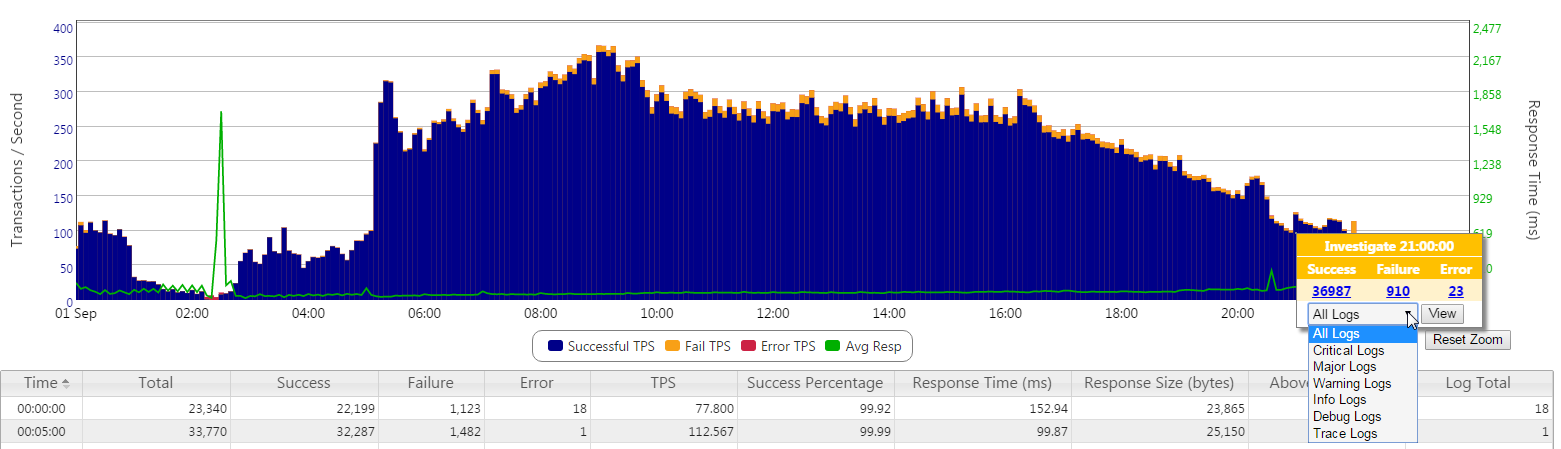 Transactions / Second
400
350
300
250
200
150
100
50
0
2,477
2,167
1,858
1,548
1,238
929
619
0
Response Time (ms)
01 Sep 02:00 04:00 06:00 08:00 10:00 12:00 14:00 16:00 18:00 20:00
Successful TPS Fail TPS Error TPS Avg Resp
Investigate 21:00:00
Success Failure Error
36987 910 23
All Logs View
All Logs
Critical Logs
Major Logs
Warning Logs
Info Logs
Debug Logs
Trace Logs
Reset Zoom
Time Total Success Failure Error TPS Success Percentage Response Time (ms) Response Size (bytes) Above Log Total
00:00:00 23,340 22,199 1,123 18 77.800 99.92 152.94 23,865 18
00:05:00 33,770 32,287 1,482 1 112.567 99.99 99.87 25,150 1